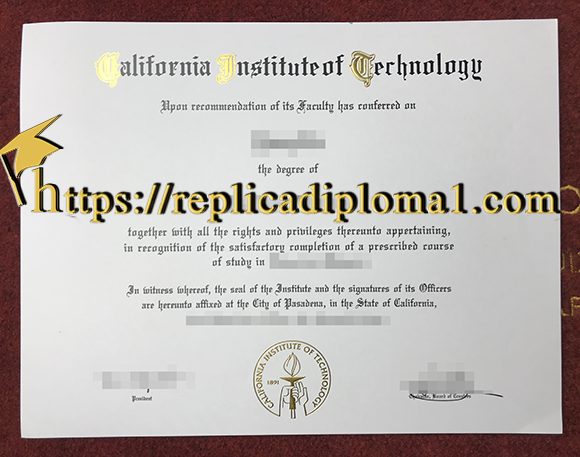 California Institute of Technology
Upon recommendation of its Faculty has conferred on
the degree of
https://replicadiploma1.com
together with all the rights and privileges thereunto appertaining,
in recognition of the satisfactory completion of a prescribed course
of study in
In witness whereof, the seal of the Institute and the signatures of its Officers
are hereunto affixed at the City of Pasadena, in the State of California,
CALIFORNIA INSTITUTE OF TECHNOLOGY
1891
President
Board of Trustees